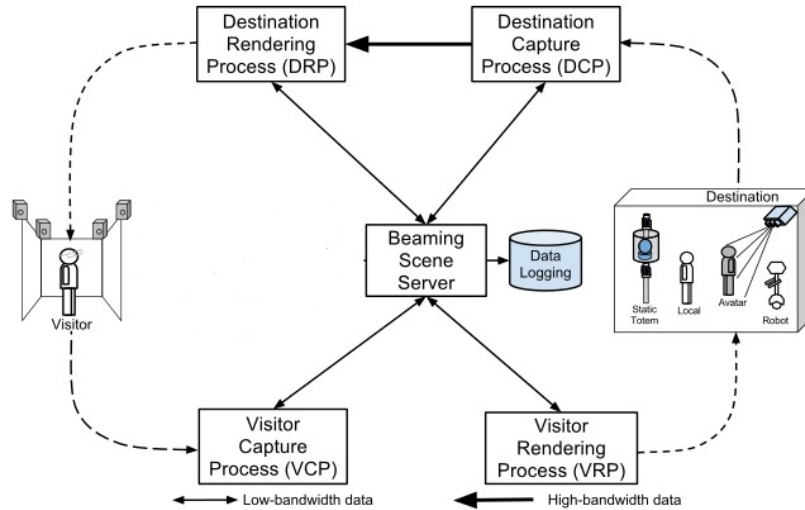 Destination
Rendering
Process (DRP)
Destination
Capture
Process (DCP)
Destination
Beaming
Scene
Server
Data
Logging
Static
Totem
Local
Avatar
Robot
Visitor
Visitor
Capture
Process (VCP)
Visitor
Rendering
Process (VRP)
Low-bandwidth data
High-bandwidth data